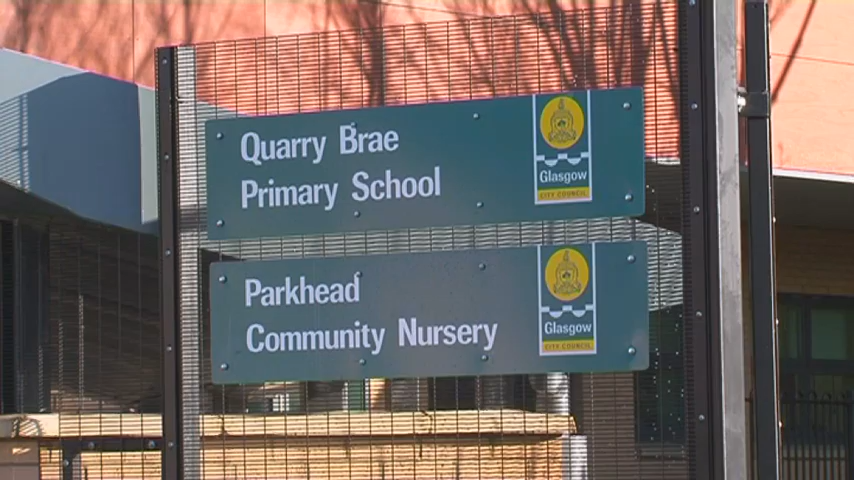 Quarry Brae
Primary School
Glasgow
CITY COUNCIL
Parkhead
Community Nursery
Glasgow
CITY COUNCIL